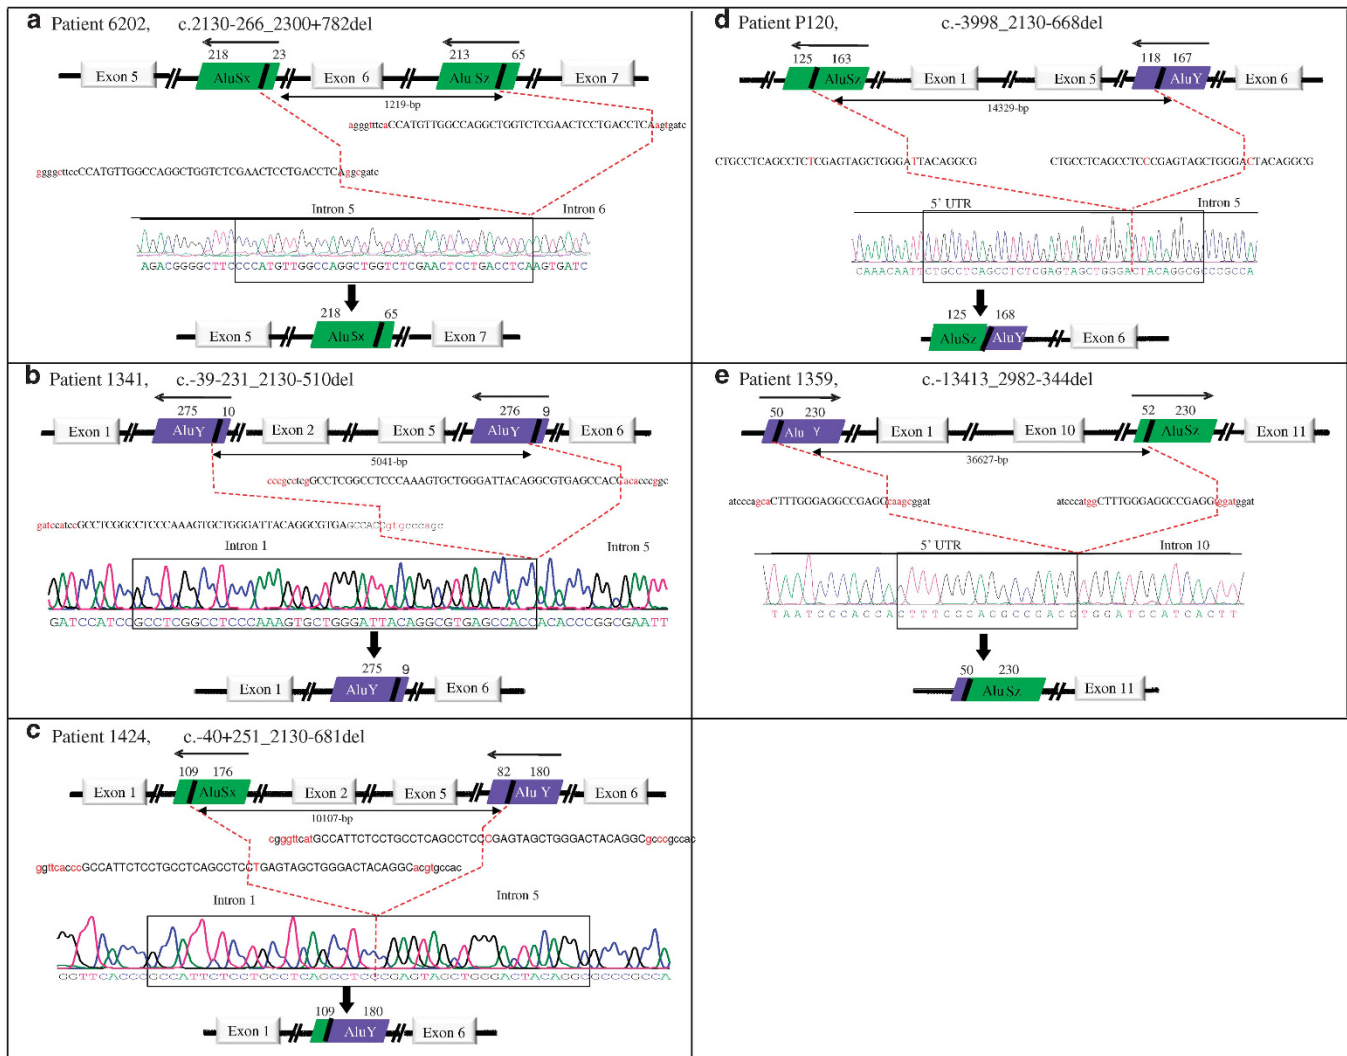 a Patient 6202, c.2130-266_2300+782del
218 23 213 65
Exon 5 AluSx Exon 6 Alu Sz Exon 7
1219-bp
agggtttcaCCATGTTGGCCAGGCTGGTCTCGAACTCCTGACCTCAagtgatc
ggggcttccCCATGTTGGCCAGGCTGGTCTCGAACTCCTGACCTCAggcgatc
Intron 5 Intron 6
AGACGGGGCTTCCCCATGTTGGCCAGGCTGGTCTCGAACTCCTGACCTCAAGTGATC
218 65
Exon 5 AluSx Exon 7
b Patient 1341, c.-39-231_2130-510del
275 10 276 9
Exon 1 AluY Exon 2 Exon 5 AluY Exon 6
5041-bp
cccgcctcgGCCTCGGCCTCCCAAAGTGCTGGGATTACAGGCGTGAGCCACCacacccggc
gatccatccGCCTCGGCCTCCCAAAGTGCTGGGATTACAGGCGTGAGCCACCgtgcccagc
Intron 1 Intron 5
GATCCATCCGCCTCGGCCTCCCAAAGTGCTGGGATTACAGGCGTGAGCCACCACACCCGGCGAATT
275 9
Exon 1 AluY Exon 6
c Patient 1424, c.-40+251_2130-681del
109 176 82 180
Exon 1 AluSx Exon 2 Exon 5 Alu Y Exon 6
10107-bp
cgggttcatGCCATTCTCCTGCCTCAGCCTCCCGAGTAGCTGGGACTACAGGCgcccgccac
ggttcacccGCCATTCTCCTGCCTCAGCCTCCTGAGTAGCTGGGACTACAGGCacgtgccac
Intron 1 Intron 5
GGTTCACCCGCCATTCTCCTGCCTCAGCCTCCCGAGTAGCTGGGACTACAGGCGCCCGCCA
109 180
Exon 1 AluY Exon 6
d Patient P120, c.-3998_2130-668del
125 163 118 167
AluSz Exon 1 Exon 5 AluY Exon 6
14329-bp
CTGCCTCAGCCTCTCGAGTAGCTGGGATTACAGGCG CTGCCTCAGCCTCCCGAGTAGCTGGGACTACAGGCG
5' UTR Intron 5
CAAACAATTCTGCCTCAGCCTCTCGAGTAGCTGGGACTACAGGCGCCCGCCA
125 168
AluSz AluY Exon 6
e Patient 1359, c.-13413_2982-344del
50 230 52 230
Alu Y Exon 1 Exon 10 AluSz Exon 11
36627-bp
atcccagcaCTTTGGGAGGCCGAGGcaagcggat atcccatggCTTTGGGAGGCCGAGGtggatggat
5' UTR Intron 10
50 230
AluSz Exon 11